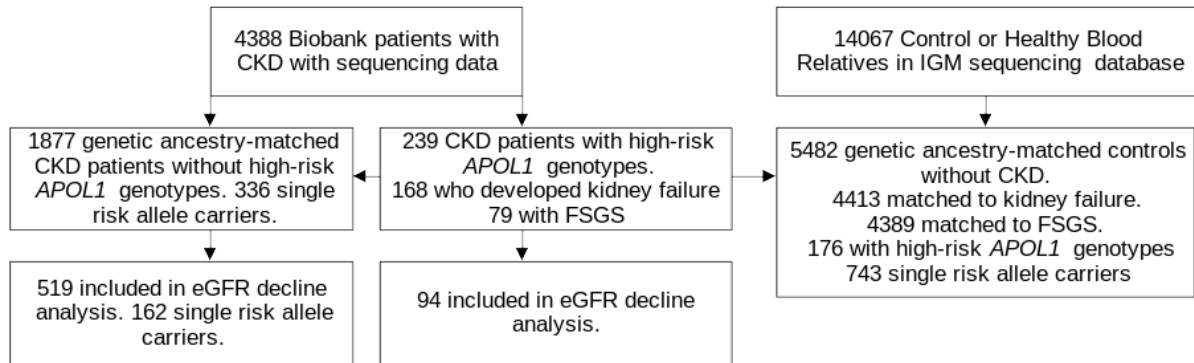 4388 Biobank patients with
CKD with sequencing data
14067 Control or Healthy Blood
Relatives in IGM sequencing database
1877 genetic ancestry-matched
CKD patients without high-risk
APOL1 genotypes. 336 single
risk allele carriers.
239 CKD patients with high-risk
APOL1 genotypes.
168 who developed kidney failure
79 with FSGS
5482 genetic ancestry-matched controls
without CKD.
4413 matched to kidney failure.
4389 matched to FSGS.
176 with high-risk APOL1 genotypes
743 single risk allele carriers
519 included in eGFR decline
analysis. 162 single risk allele
carriers.
94 included in eGFR decline
analysis.